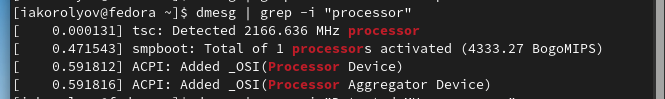 [iakorolyov@fedora ~]$ dmesg | grep -i "processor"
[    0.000131] tsc: Detected 2166.636 MHz processor
[    0.471543] smpboot: Total of 1 processors activated (4333.27 BogoMIPS)
[    0.591812] ACPI: Added _OSI(Processor Device)
[    0.591816] ACPI: Added _OSI(Processor Aggregator Device)